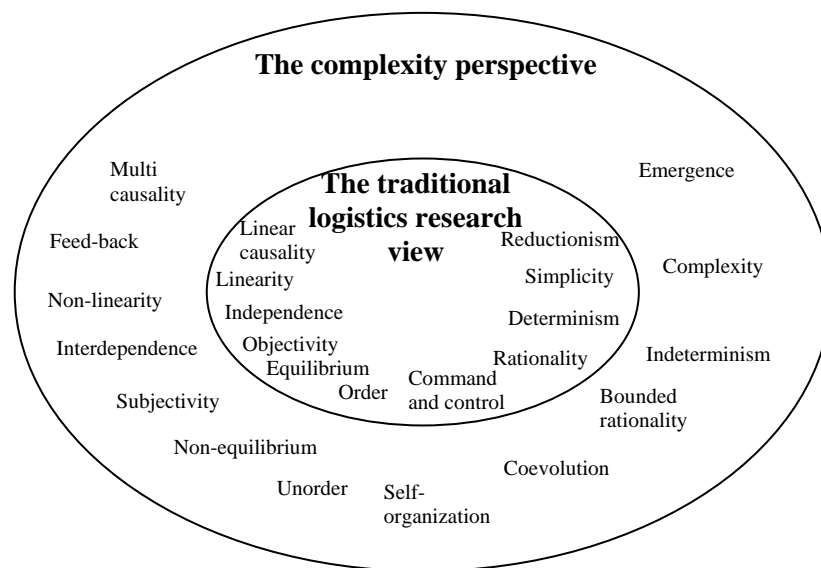 The complexity perspective
Multi
causality
Emergence
The traditional
logistics research
view
Linear
causality
Reductionism
Feed-back
Complexity
Linearity
Simplicity
Non-linearity
Independence
Determinism
Interdependence
Objectivity
Rationality
Indeterminism
Equilibrium
Order
Command
and control
Subjectivity
Bounded
rationality
Non-equilibrium
Coevolution
Unorder
Self-
organization